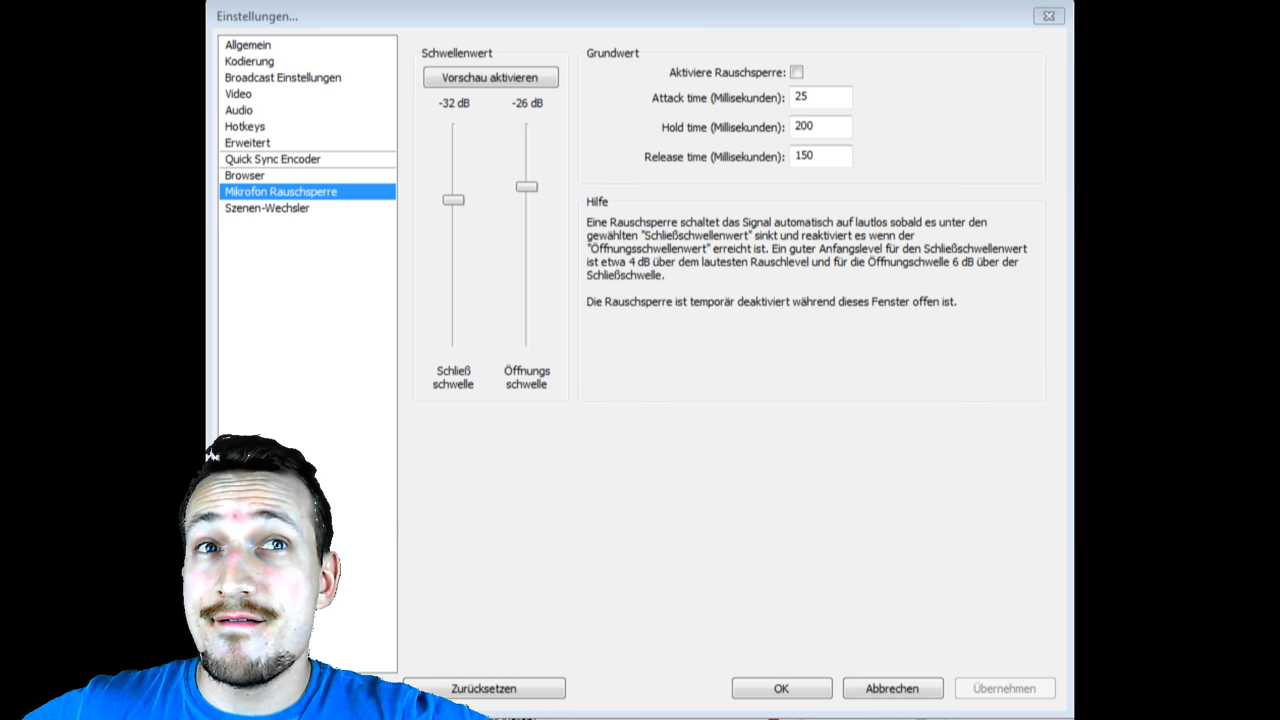 Einstellungen...
Allgemein
Kodierung
Broadcast Einstellungen
Video
Audio
Hotkeys
Erweitert
Quick Sync Encoder
Browser
Mikrofon Rauschsperre
Szenen-Wechsler
Schwellenwert
Vorschau aktivieren
-32 dB
-26 dB
Schließ
schwelle
Öffnungs
schwelle
Grundwert
Aktiviere Rauschsperre:
Attack time (Millisekunden): 25
Hold time (Millisekunden): 200
Release time (Millisekunden): 150
Hilfe
Eine Rauschsperre schaltet das Signal automatisch auf lautlos sobald es unter den
gewählten "Schließschwellenwert" sinkt und reaktiviert es wenn der
"Öffnungsschwellenwert" erreicht ist. Ein guter Anfangslevel für den Schließschwellenwert
ist etwa 4 dB über dem lautesten Rauschlevel und für die Öffnungschwelle 6 dB über der
Schließschwelle.
Die Rauschsperre ist temporär deaktiviert während dieses Fenster offen ist.
Zurücksetzen
OK
Abbrechen
Übernehmen